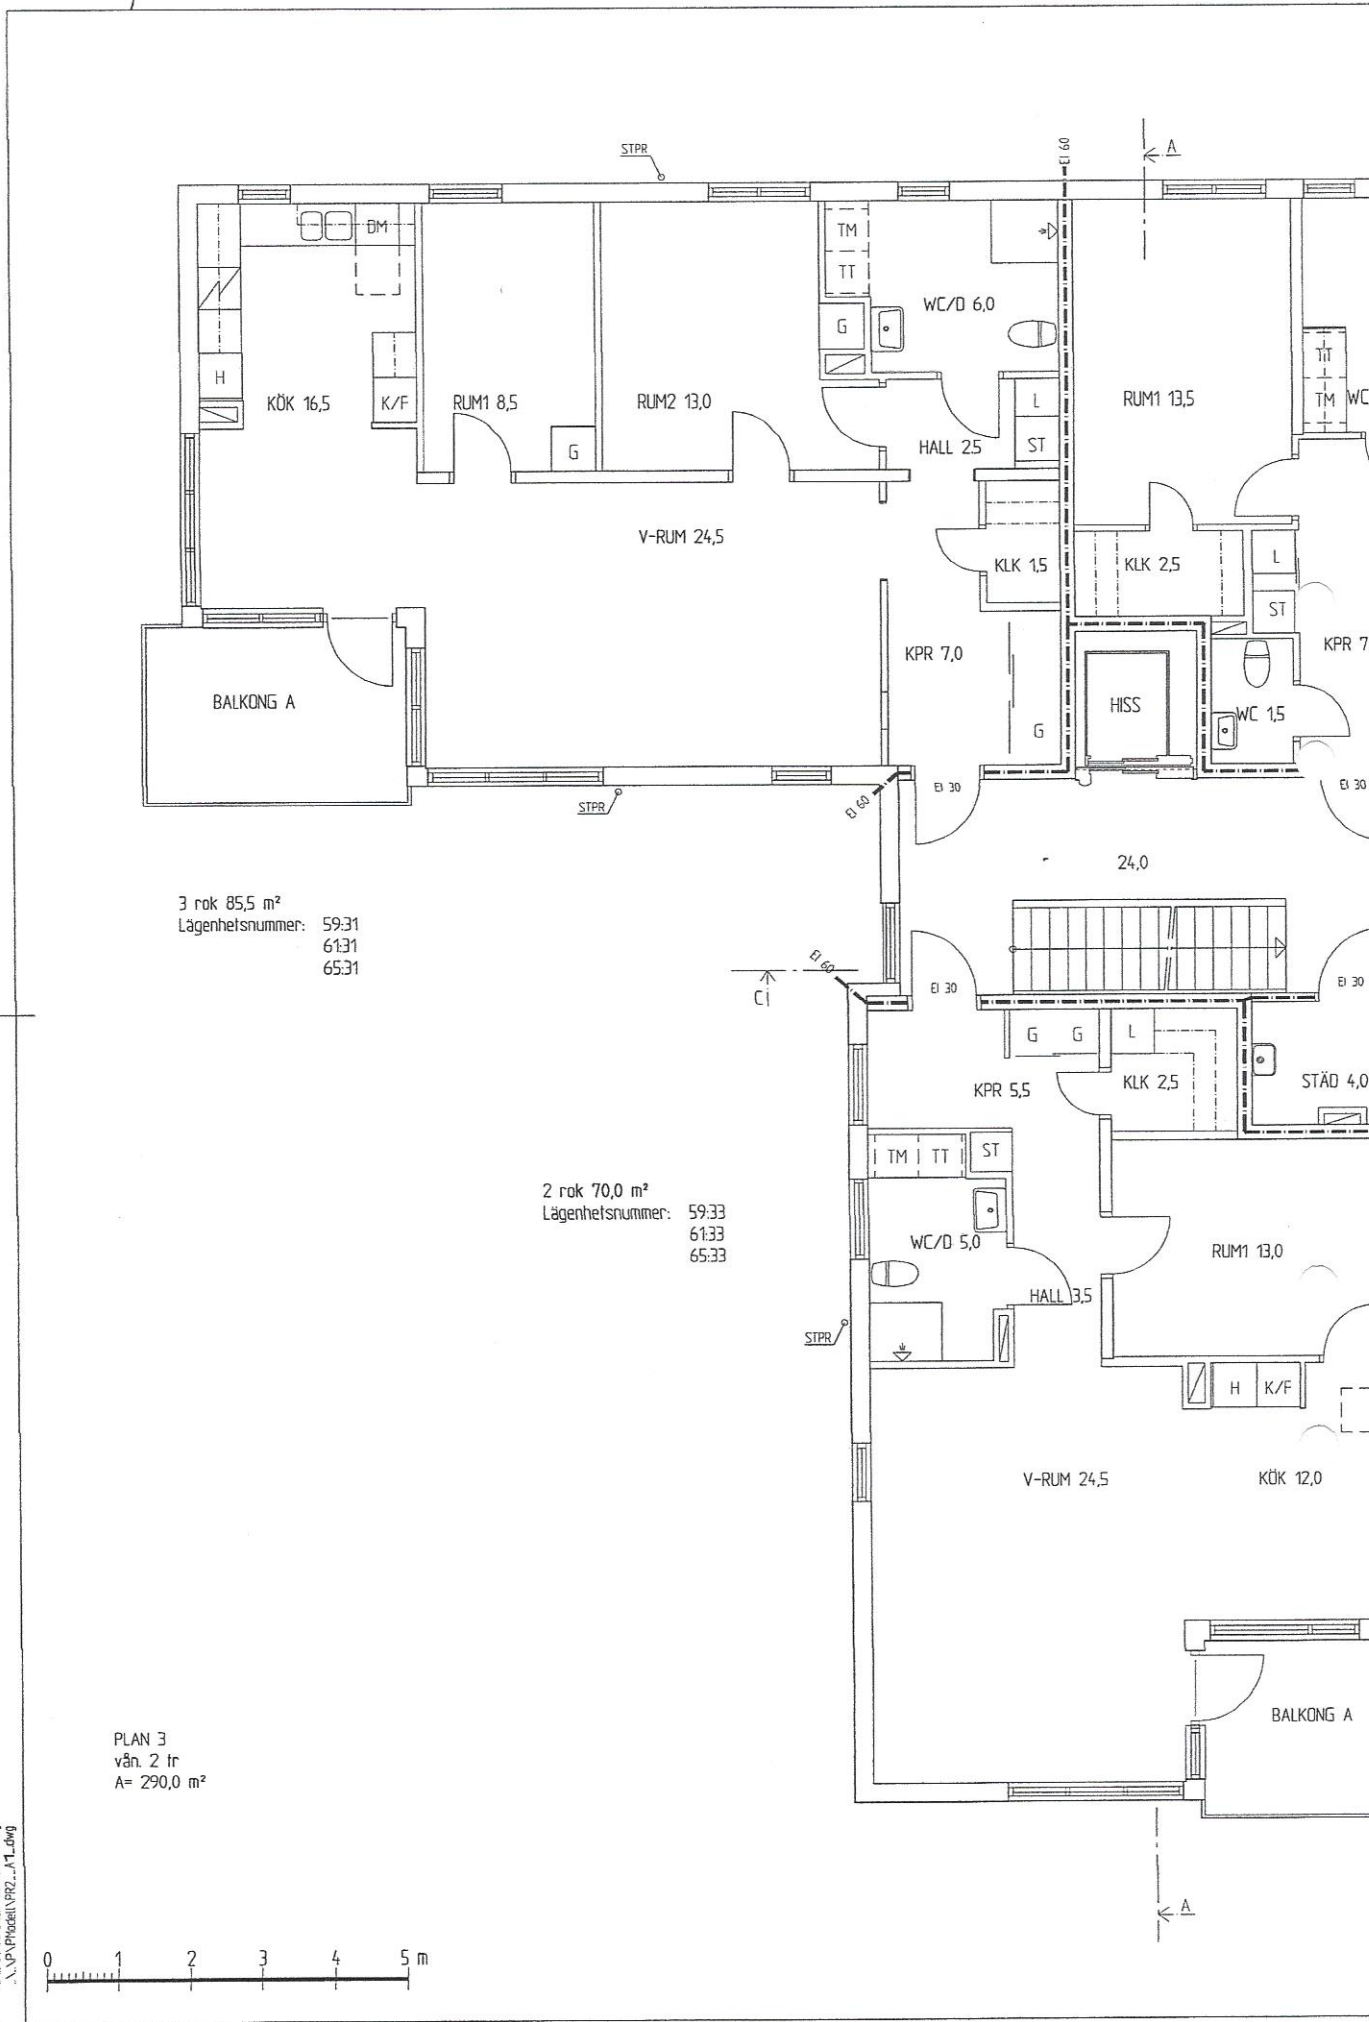 STPR
EI 60
A
DM
TM
TT
WC/D 6,0
G
H
KÖK 16,5
K/F
RUM1 8,5
G
RUM2 13,0
L
HALL 2.5
ST
RUM1 13,5
TT
TM
WC
V-RUM 24,5
KLK 1,5
KLK 2,5
L
ST
KPR 7,0
KPR 7
BALKONG A
HISS
WC 1,5
G
STPR
EI 60
EI 30
EI 30
24,0
3 rok 85,5 m²
Lägenhetsnummer: 59:31
61:31
65:31
EI 60
C
EI 30
EI 30
G G L
KPR 5,5
KLK 2,5
STÄD 4,0
TM TT ST
2 rok 70,0 m²
Lägenhetsnummer: 59:33
61:33
65:33
WC/D 5,0
RUM1 13,0
HALL 3,5
STPR
H K/F
V-RUM 24,5
KÖK 12,0
BALKONG A
PLAN 3
vån. 2 tr
A= 290,0 m²
A
0 1 2 3 4 5 m